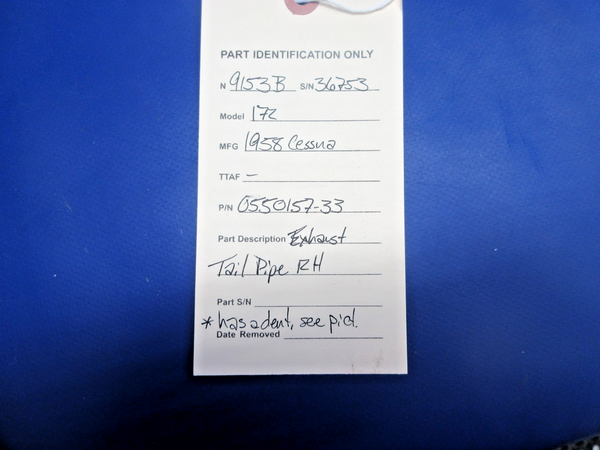 PART IDENTIFICATION ONLY
N 9153B S/N 36753
Model 172
MFG 1958 Cessna
TTAF -
P/N 0550157-33
Part Description Exhaust
Tail Pipe RH
Part S/N
* has a dent, see pict.
Date Removed